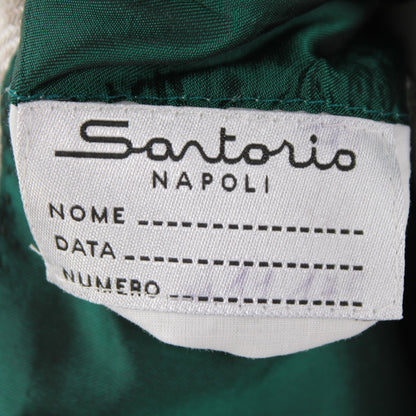 Sartorio
NAPOLI
NOME
DATA
NUMERO